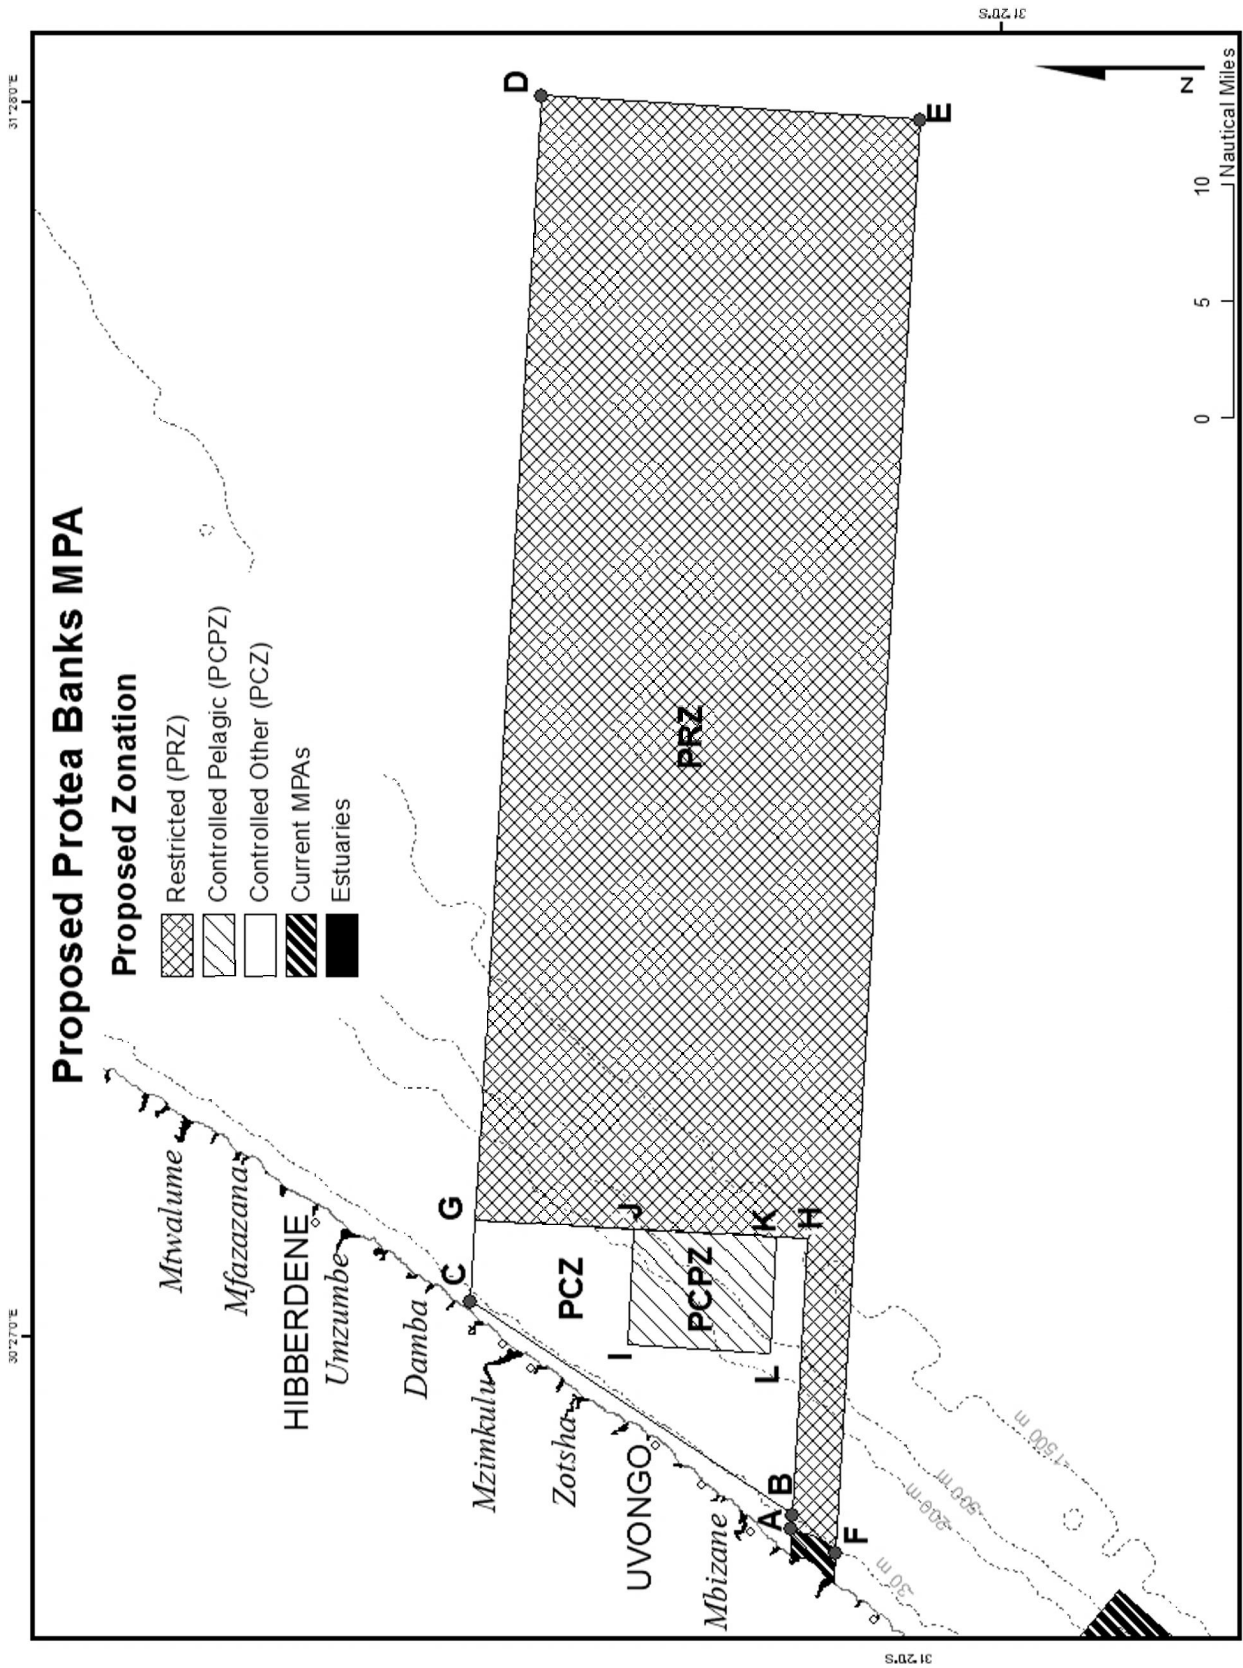 Proposed Protea Banks MPA
Proposed Zonation
Restricted (PRZ)
Controlled Pelagic (PCPZ)
Controlled Other (PCZ)
Current MPAs
Estuaries
30°27'0"E
31°28'0"E
31°20'S
31°20'S
Mtwalume
Mfazazana
HIBBERDENE
Umzumbe
Damba
Mzimkulu
Zotsha
UVONGO
Mbizane
A
B
C
D
E
F
G
H
I
J
K
L
PCZ
PCPZ
PRZ
-30 m
-200 m
-500 m
-1500 m
N
0 5 10
Nautical Miles